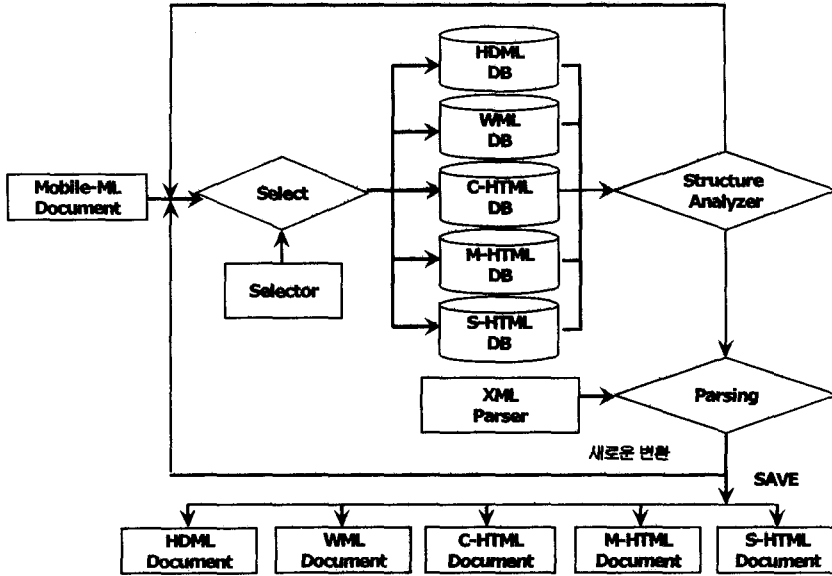 HDML
DB
WML
DB
Mobile-ML
Document
Select
C-HTML
DB
Structure
Analyzer
Selector
M-HTML
DB
S-HTML
DB
XML
Parser
Parsing
새로운 변환
SAVE
HDML
Document
WML
Document
C-HTML
Document
M-HTML
Document
S-HTML
Document